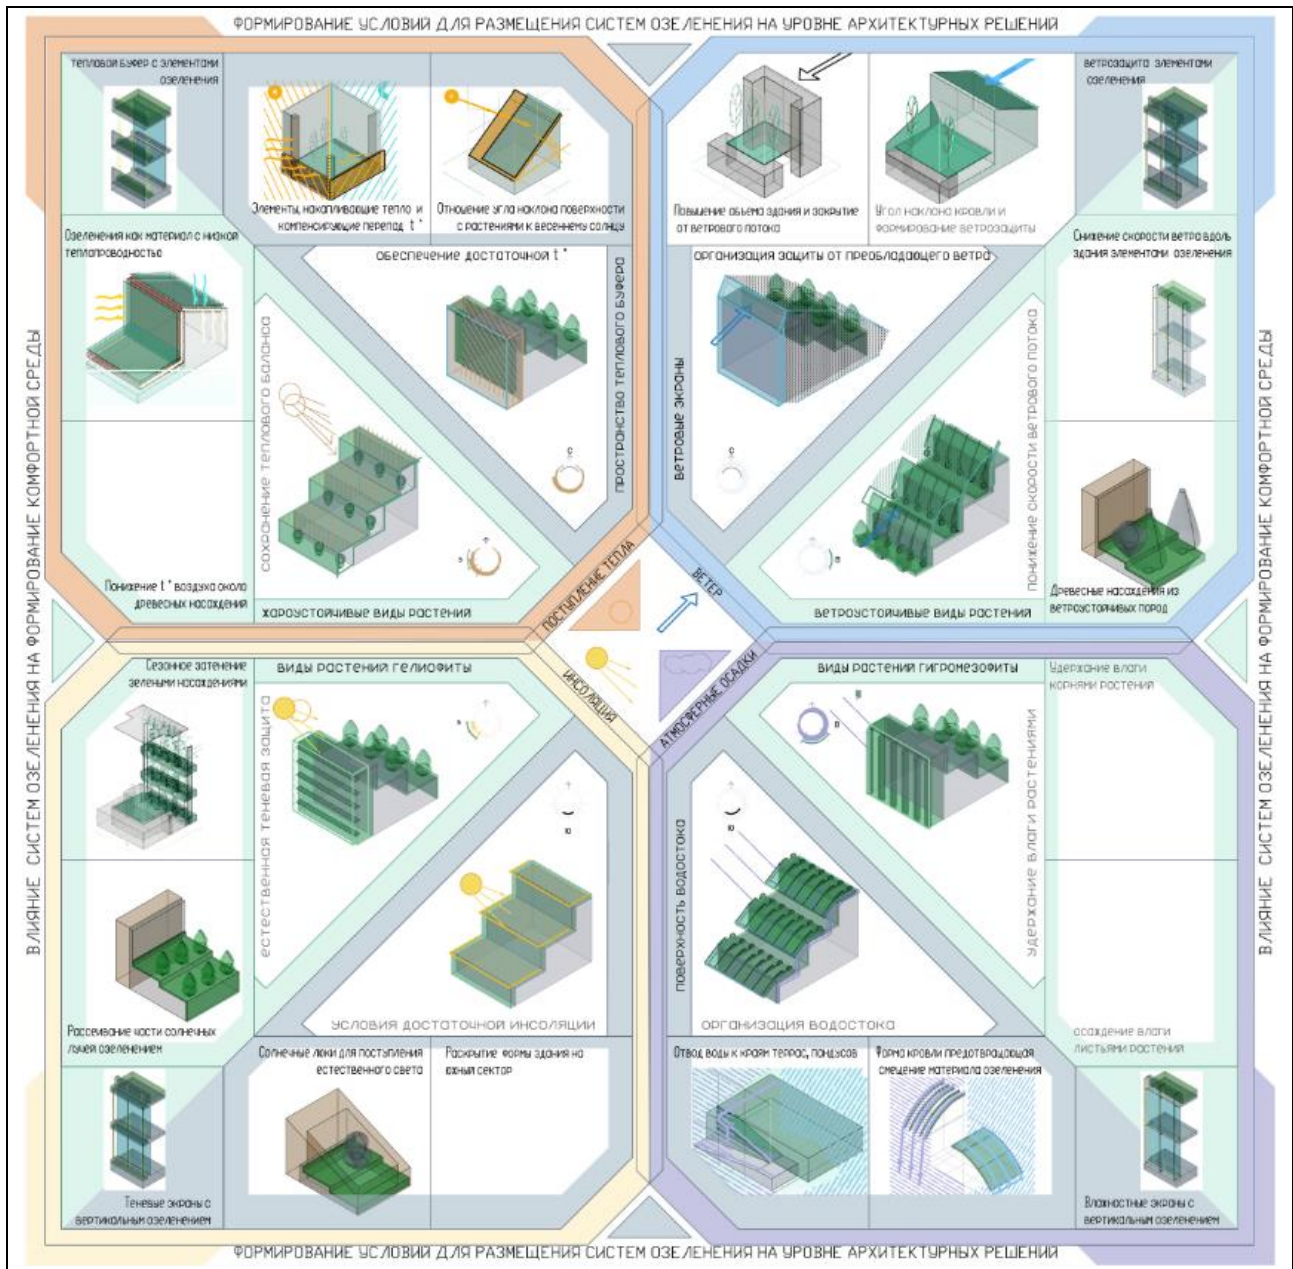 ФОРМИРОВАНИЕ УСЛОВИЙ ДЛЯ РАЗМЕЩЕНИЯ СИСТЕМ ОЗЕЛЕНЕНИЯ НА УРОВНЕ АРХИТЕКТУРНЫХ РЕШЕНИЙ
ВЛИЯНИЕ СИСТЕМ ОЗЕЛЕНЕНИЯ НА ФОРМИРОВАНИЕ КОМФОРТНОЙ СРЕДЫ
ТЕПЛОВОЙ БУФЕР С ЭЛЕМЕНТАМИ
ОЗЕЛЕНЕНИЯ
Элементы, накапливающие тепло и
компенсирующие перепад t°
Отношение угла наклона поверхности
с растениями к весеннему солнцу
Озеленения как материал с низкой
теплопроводностью
ОБЕСПЕЧЕНИЕ ДОСТАТОЧНОЙ t°
ПРОСТРАНСТВО ТЕПЛОВОГО БУФЕРА
С
СОХРАНЕНИЕ ТЕПЛОВОГО БАЛАНСА
Понижение t° воздуха около
древесных насаждений
ЖАРОУСТОЙЧИВЫЕ ВИДЫ РАСТЕНИЙ
ПОСТУПЛЕНИЕ ТЕПЛА
ВЕТРОЗАЩИТА ЭЛЕМЕНТАМИ
ОЗЕЛЕНЕНИЯ
Повышение объема здания и закрытие
от ветрового потока
Угол наклона кровли и
формирование ветрозащиты
Снижение скорости ветра вдоль
здания элементами озеленения
ОРГАНИЗАЦИЯ ЗАЩИТЫ ОТ ПРЕОБЛАДАЮЩЕГО ВЕТРА
ВЕТРОВЫЕ ЭКРАНЫ
С
ПОНИЖЕНИЕ СКОРОСТИ ВЕТРОВОГО ПОТОКА
Древесные насаждения из
ветроустойчивых пород
ВЕТРОУСТОЙЧИВЫЕ ВИДЫ РАСТЕНИЙ
ВЕТЕР
ИНСОЛЯЦИЯ
АТМОСФЕРНЫЕ ОСАДКИ
Сезонное затенение
зелеными насаждениями
ВИДЫ РАСТЕНИЙ ГЕЛИОФИТЫ
ЕСТЕСТВЕННАЯ ТЕНЕВАЯ ЗАЩИТА
Ю
Рассеивание части солнечных
лучей озеленением
УСЛОВИЯ ДОСТАТОЧНОЙ ИНСОЛЯЦИИ
Солнечные люки для поступления
естественного света
Раскрытие формы здания на
южный сектор
Теневые экраны с
вертикальным озеленением
ВИДЫ РАСТЕНИЙ ГИГРОМЕЗОФИТЫ
Удержание влаги
корнями растений
УДЕРЖАНИЕ ВЛАГИ РАСТЕНИЯМИ
ПОВЕРХНОСТЬ ВОДОСТОКА
Ю
ОРГАНИЗАЦИЯ ВОДОСТОКА
осаждение влаги
листьями растений
Отвод воды к краям террас, пандусов
Форма кровли предотвращающая
смещение материала озеленения
Влажностные экраны с
вертикальным озеленением
ВЛИЯНИЕ СИСТЕМ ОЗЕЛЕНЕНИЯ НА ФОРМИРОВАНИЕ КОМФОРТНОЙ СРЕДЫ
ФОРМИРОВАНИЕ УСЛОВИЙ ДЛЯ РАЗМЕЩЕНИЯ СИСТЕМ ОЗЕЛЕНЕНИЯ НА УРОВНЕ АРХИТЕКТУРНЫХ РЕШЕНИЙ